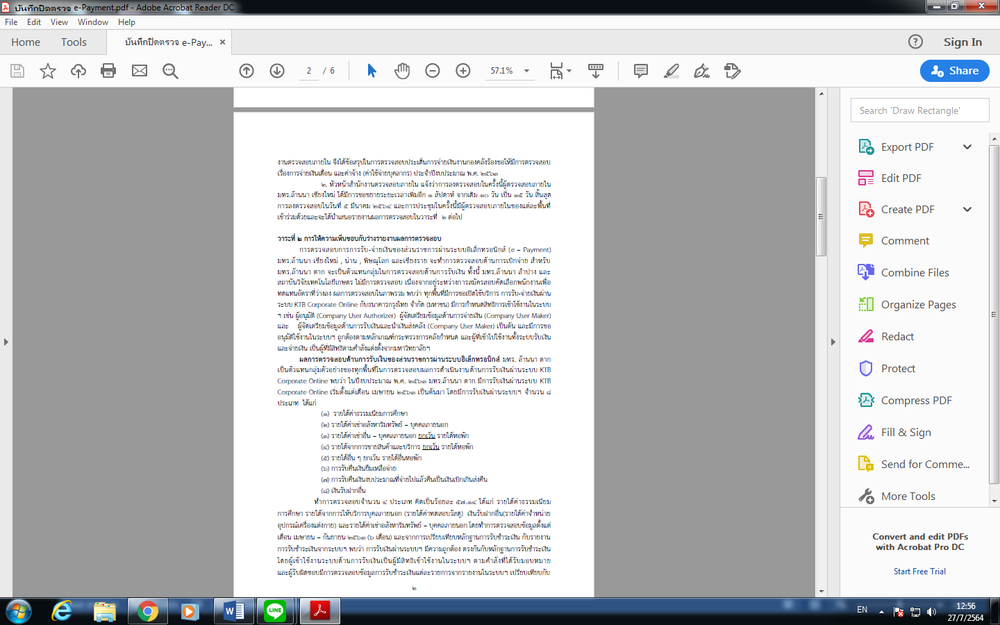 บันทึกปิดตรวจ e-Payment.pdf - Adobe Acrobat Reader DC
File Edit View Window Help
Home Tools บันทึกปิดตรวจ e-Pay... × Sign In
2 / 6 57.1% Share
Search 'Draw Rectangle'
Export PDF
Edit PDF
Create PDF
Comment
Combine Files
Organize Pages
Redact
Protect
Compress PDF
Fill & Sign
Send for Comme...
More Tools
Convert and edit PDFs
with Acrobat Pro DC
Start Free Trial
งานตรวจสอบภายใน จึงได้ข้อสรุปในการตรวจสอบประเด็นการจ่ายเงินงานกองคลังร้องขอให้มีการตรวจสอบ
เรื่องการจ่ายเงินเดือน และค่าจ้าง (ค่าใช้จ่ายบุคลากร) ประจำปีงบประมาณ พ.ศ. ๒๕๖๓
๒. หัวหน้าสำนักงานตรวจสอบภายใน แจ้งว่าการลงตรวจสอบในครั้งนี้ผู้ตรวจสอบภายใน
มทร.ล้านนา เชียงใหม่ ได้มีการขอขยายระยะเวลาเพิ่มอีก ๑ สัปดาห์ จากเดิม ๑๐ วัน เป็น ๑๕ วัน สิ้นสุด
การลงตรวจสอบในวันที่ ๕ มีนาคม ๒๕๖๔ และการประชุมในครั้งนี้มีผู้ตรวจสอบภายในของแต่ละพื้นที่
เข้าร่วมด้วยและจะได้นำเสนอรายงานผลการตรวจสอบในวาระที่ ๒ ต่อไป
วาระที่ ๒ การให้ความเห็นชอบกับร่างรายงานผลการตรวจสอบ
การตรวจสอบการการรับ-จ่ายเงินของส่วนราชการผ่านระบบอิเล็กทรอนิกส์ (e – Payment)
มทร.ล้านนา เชียงใหม่ , น่าน , พิษณุโลก และเชียงราย จะทำการตรวจสอบด้านการเบิกจ่าย สำหรับ
มทร.ล้านนา ตาก จะเป็นตัวแทนกลุ่มในการตรวจสอบด้านการรับเงิน ทั้งนี้ มทร.ล้านนา ลำปาง และ
สถาบันวิจัยเทคโนโลยีเกษตร ไม่มีการตรวจสอบ เนื่องจากอยู่ระหว่างการสมัครสอบคัดเลือกพนักงานเพื่อ
ทดแทนอัตราที่ว่างลง ผลการตรวจสอบในภาพรวม พบว่า ทุกพื้นที่มีการขอเปิดใช้บริการ การรับ-จ่ายเงินผ่าน
ระบบ KTB Corporate Online กับธนาคารกรุงไทย จำกัด (มหาชน) มีการกำหนดสิทธิการเข้าใช้งานในระบบ
ฯ เช่น ผู้อนุมัติ (Company User Authorizer) ผู้จัดเตรียมข้อมูลด้านการจ่ายเงิน (Company User Maker)
และ ผู้จัดเตรียมข้อมูลด้านการรับเงินและนำเงินส่งคลัง (Company User Maker) เป็นต้น และมีการขอ
อนุมัติใช้งานในระบบฯ ถูกต้องตามหลักเกณฑ์กระทรวงการคลังกำหนด และผู้ที่เข้าไปใช้งานทั้งระบบรับเงิน
และจ่ายเงิน เป็นผู้ที่มีสิทธิตามคำสั่งแต่งตั้งจากมหาวิทยาลัยฯ
ผลการตรวจสอบด้านการรับเงินของส่วนราชการผ่านระบบอิเล็กทรอนิกส์ มทร. ล้านนา ตาก
เป็นตัวแทนกลุ่มตัวอย่างของทุกพื้นที่ในการตรวจสอบผลการดำเนินงานด้านการรับเงินผ่านระบบ KTB
Corporate Online พบว่า ในปีงบประมาณ พ.ศ. ๒๕๖๓ มทร.ล้านนา ตาก มีการรับเงินผ่านระบบ KTB
Corporate Online เริ่มตั้งแต่เดือน เมษายน ๒๕๖๓ เป็นต้นมา โดยมีการรับเงินผ่านระบบฯ จำนวน ๘
ประเภท ได้แก่
(๑) รายได้ค่าธรรมเนียมการศึกษา
(๒) รายได้ค่าเช่าอสังหาริมทรัพย์ – บุคคลภายนอก
(๓) รายได้ค่าเช่าอื่น – บุคคลภายนอก ยกเว้น รายได้หอพัก
(๔) รายได้จากการขายสินค้าและบริการ ยกเว้น รายได้หอพัก
(๕) รายได้อื่น ๆ ยกเว้น รายได้อื่นหอพัก
(๖) การรับคืนเงินยืมเหลือจ่าย
(๗) การรับคืนเงินงบประมาณที่จ่ายไปแล้วคืนเป็นเงินเบิกเกินส่งคืน
(๘) เงินรับฝากอื่น
ทำการตรวจสอบจำนวน ๔ ประเภท คิดเป็นร้อยละ ๕๗.๑๔ ได้แก่ รายได้ค่าธรรมเนียม
การศึกษา รายได้จากการให้บริการบุคคลภายนอก (รายได้ค่าทดสอบวัสดุ) เงินรับฝากอื่น(รายได้ค่าจำหน่าย
อุปกรณ์เครื่องแต่งกาย) และรายได้ค่าเช่าอสังหาริมทรัพย์ – บุคคลภายนอก โดยทำการตรวจสอบข้อมูลตั้งแต่
เดือน เมษายน – กันยายน ๒๕๖๓ (๖ เดือน) และจากการเปรียบเทียบหลักฐานการรับชำระเงิน กับรายงาน
การรับชำระเงินจากระบบฯ พบว่า การรับเงินผ่านระบบฯ มีความถูกต้อง ตรงกันกับหลักฐานการรับชำระเงิน
โดยผู้เข้าใช้งานระบบด้านการรับเงินเป็นผู้มีสิทธิเข้าใช้งานในระบบฯ ตามคำสั่งที่ได้รับมอบหมาย
และผู้รับผิดชอบมีการตรวจสอบข้อมูลการรับชำระเงินแต่ละรายการจากรายงานในระบบฯ เปรียบเทียบกับ
๒
EN 12:56
27/7/2564